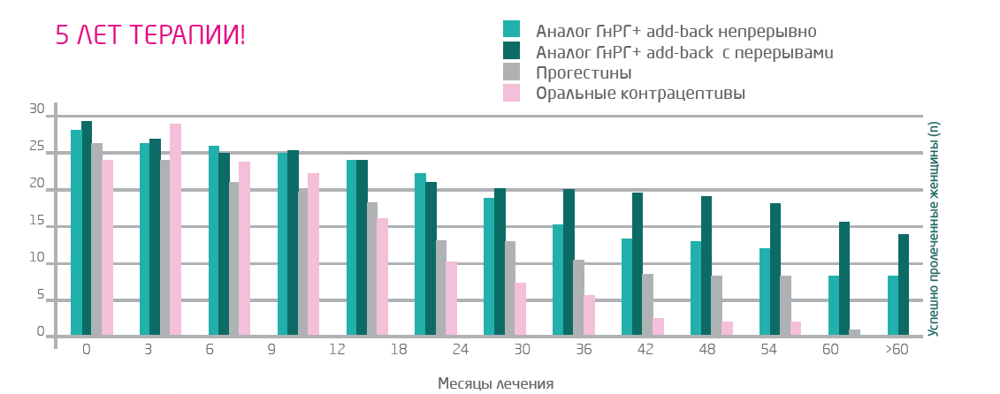 5 ЛЕТ ТЕРАПИИ!
Аналог ГнРГ+ add-back непрерывно
Аналог ГнРГ+ add-back с перерывами
Прогестины
Оральные контрацептивы
30
25
20
15
10
5
0
Успешно пролеченные женщины (n)
0 3 6 9 12 18 24 30 36 42 48 54 60 >60
Месяцы лечения